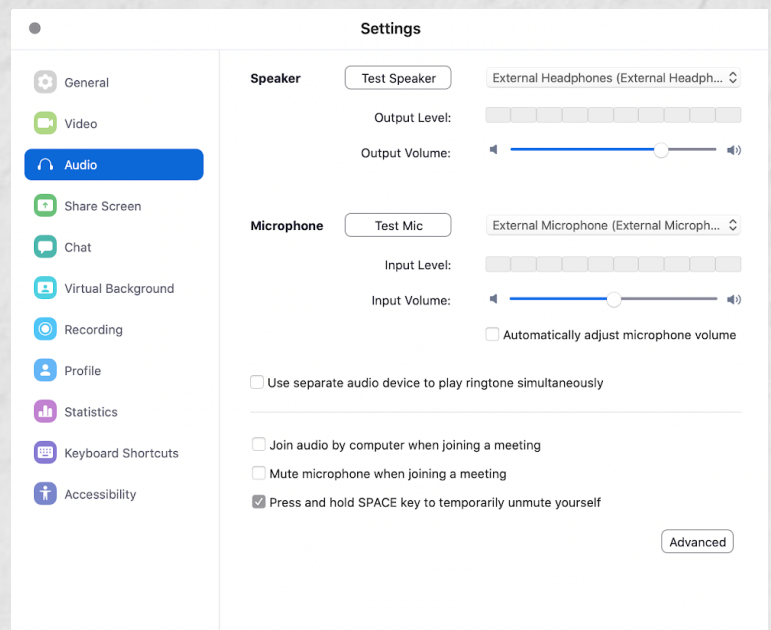 Settings
General
Video
Audio
Share Screen
Chat
Virtual Background
Recording
Profile
Statistics
Keyboard Shortcuts
Accessibility
Speaker Test Speaker External Headphones (External Headph...
Output Level:
Output Volume:
Microphone Test Mic External Microphone (External Microph...
Input Level:
Input Volume:
Automatically adjust microphone volume
Use separate audio device to play ringtone simultaneously
Join audio by computer when joining a meeting
Mute microphone when joining a meeting
Press and hold SPACE key to temporarily unmute yourself
Advanced